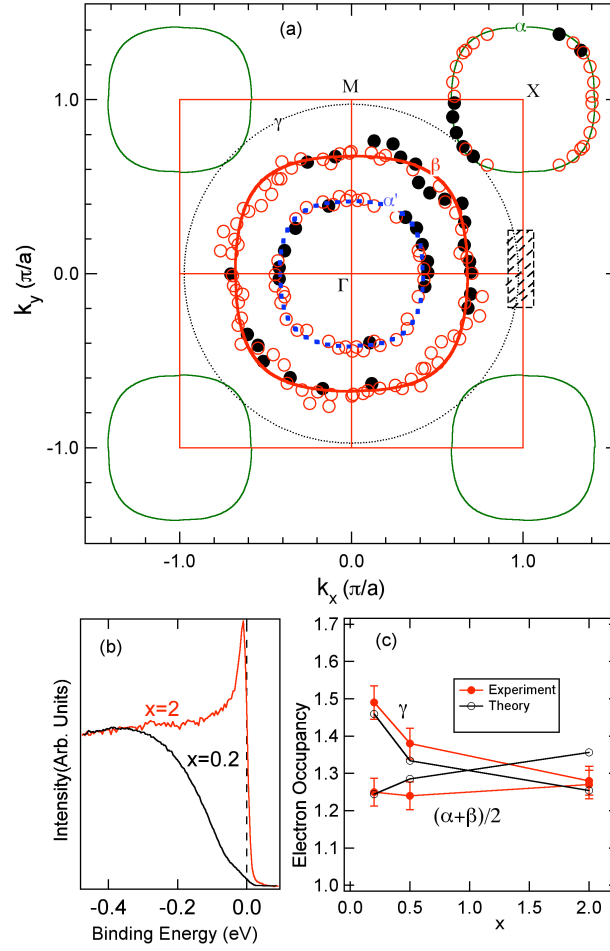 (a)
α
M
X
γ
β
α'
Γ
1.0
0.0
-1.0
k_y (π/a)
-1.0
0.0
1.0
k_x (π/a)
(b)
x=2
x=0.2
Intensity(Arb. Units)
-0.4
-0.2
0.0
Binding Energy (eV)
(c)
1.7
1.6
1.5
1.4
1.3
1.2
1.1
1.0
Electron Occupancy
Experiment
Theory
γ
(α+β)/2
0.0
0.5
1.0
1.5
2.0
x